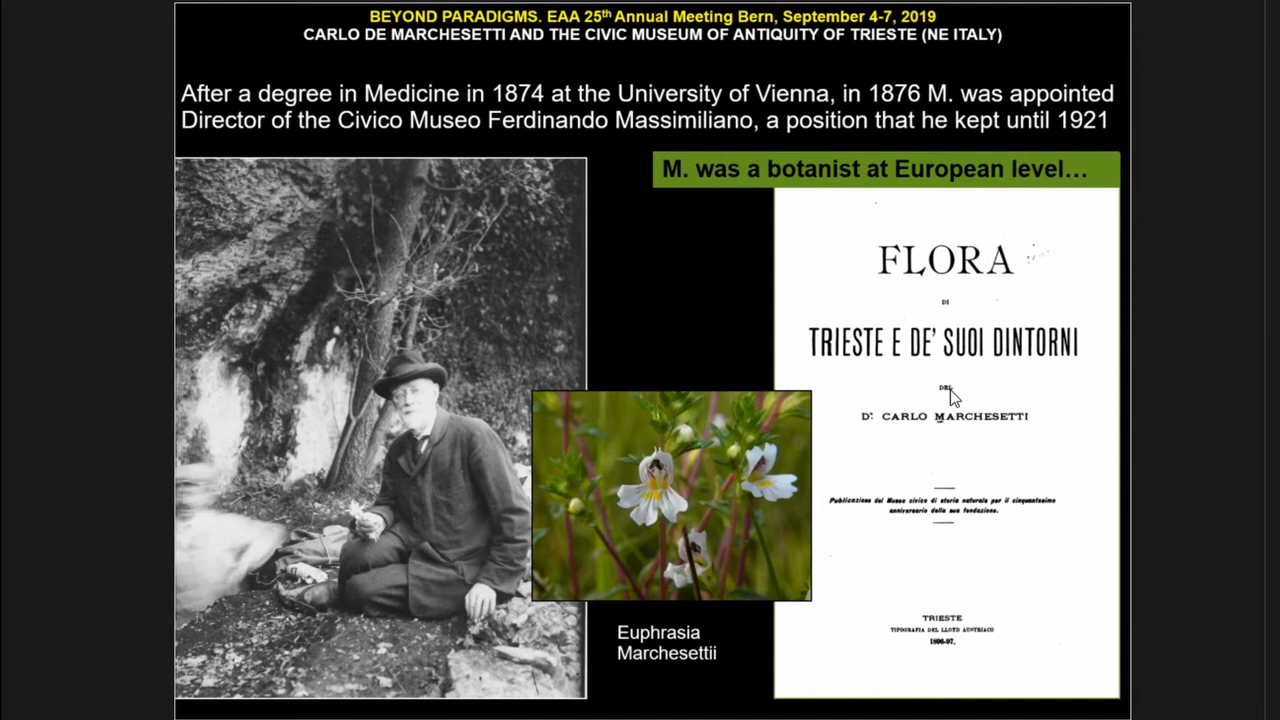 BEYOND PARADIGMS. EAA 25th Annual Meeting Bern, September 4-7, 2019
CARLO DE MARCHESETTI AND THE CIVIC MUSEUM OF ANTIQUITY OF TRIESTE (NE ITALY)
After a degree in Medicine in 1874 at the University of Vienna, in 1876 M. was appointed
Director of the Civico Museo Ferdinando Massimiliano, a position that he kept until 1921
M. was a botanist at European level…
FLORA
DI
TRIESTE E DE' SUOI DINTORNI
DEL
Dr. CARLO MARCHESETTI
Pubblicazione del Museo civico di storia naturale per il cinquantesimo
anniversario della sua fondazione.
TRIESTE
TIPOGRAFIA DEL LLOYD AUSTRIACO
1896-97.
Euphrasia
Marchesettii